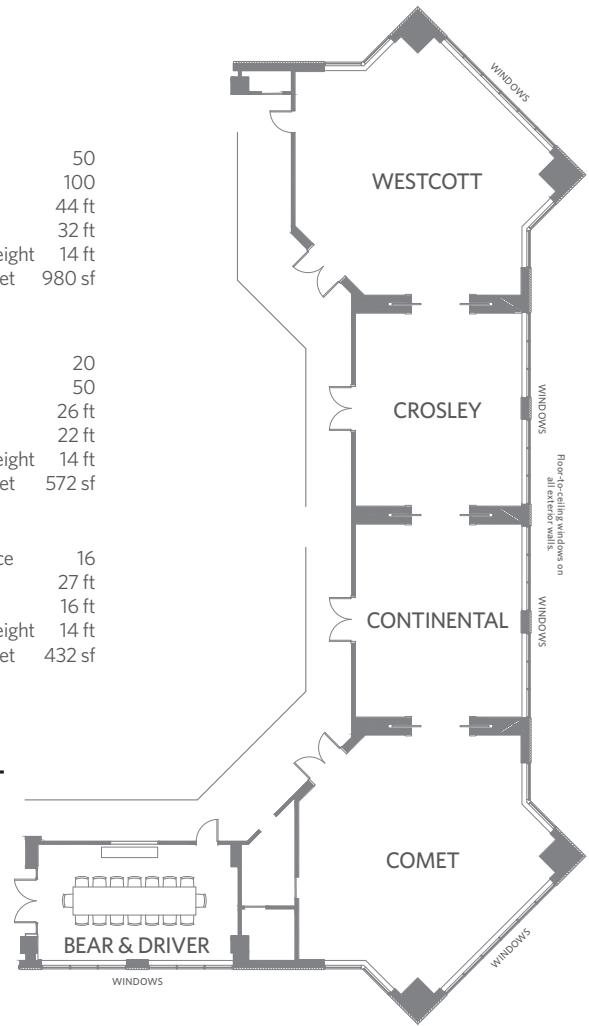 50
100
44 ft
32 ft
eight 14 ft
et 980 sf
20
50
26 ft
22 ft
eight 14 ft
et 572 sf
ce 16
27 ft
16 ft
eight 14 ft
et 432 sf
WINDOWS
WESTCOTT
CROSLEY
WINDOWS
Floor-to-ceiling windows on
all exterior walls.
CONTINENTAL
WINDOWS
COMET
WINDOWS
BEAR & DRIVER
WINDOWS